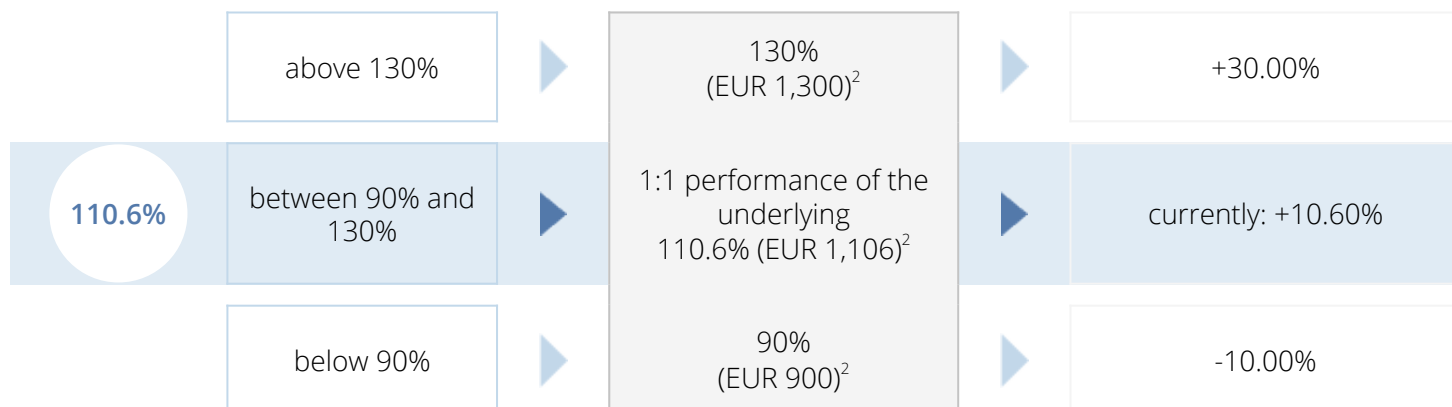 above 130%
130%
(EUR 1,300)2
+30.00%
110.6%
between 90% and
130%
1:1 performance of the
underlying
110.6% (EUR 1,106)2
currently: +10.60%
below 90%
90%
(EUR 900)2
-10.00%